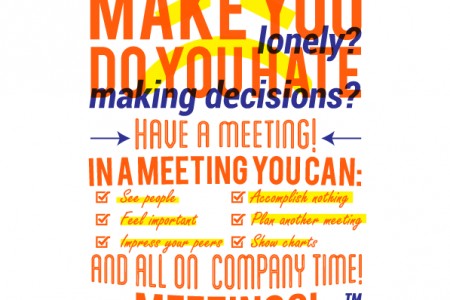 MAKE YOU
lonely?
DO YOU HATE
making decisions?
HAVE A MEETING!
IN A MEETING YOU CAN:
See people
Accomplish nothing
Feel important
Plan another meeting
Impress your peers
Show charts
AND ALL ON COMPANY TIME!
MEETINGS! ™